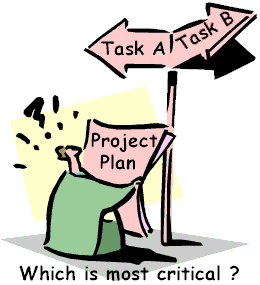 Task A
Task B
?!
Project
Plan
Which is most critical ?